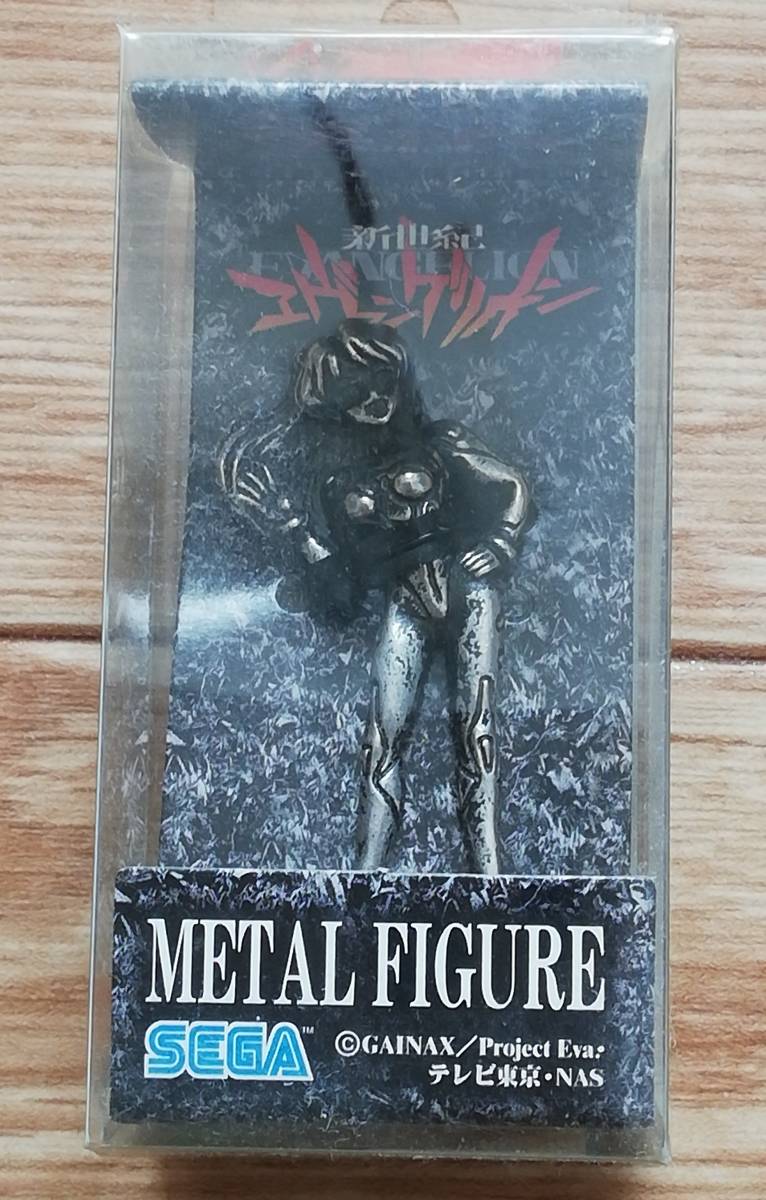 新世紀
EVANGELION
エヴァンゲリオン
METAL FIGURE
SEGA™
©GAINAX／Project Eva.・
テレビ東京・NAS